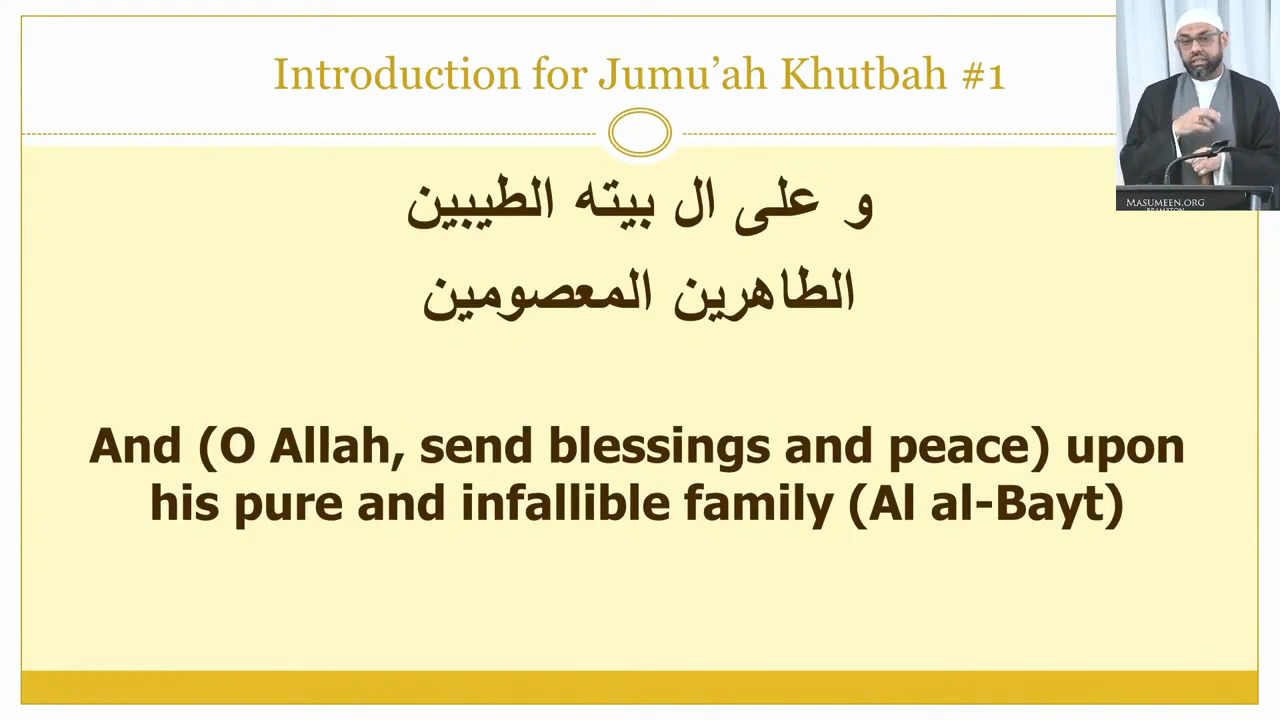 Introduction for Jumu’ah Khutbah #1
و على ال بيته الطيبين
الطاهرين المعصومين
And (O Allah, send blessings and peace) upon
his pure and infallible family (Al al-Bayt)
MASUMEEN.ORG
BRAMPTON